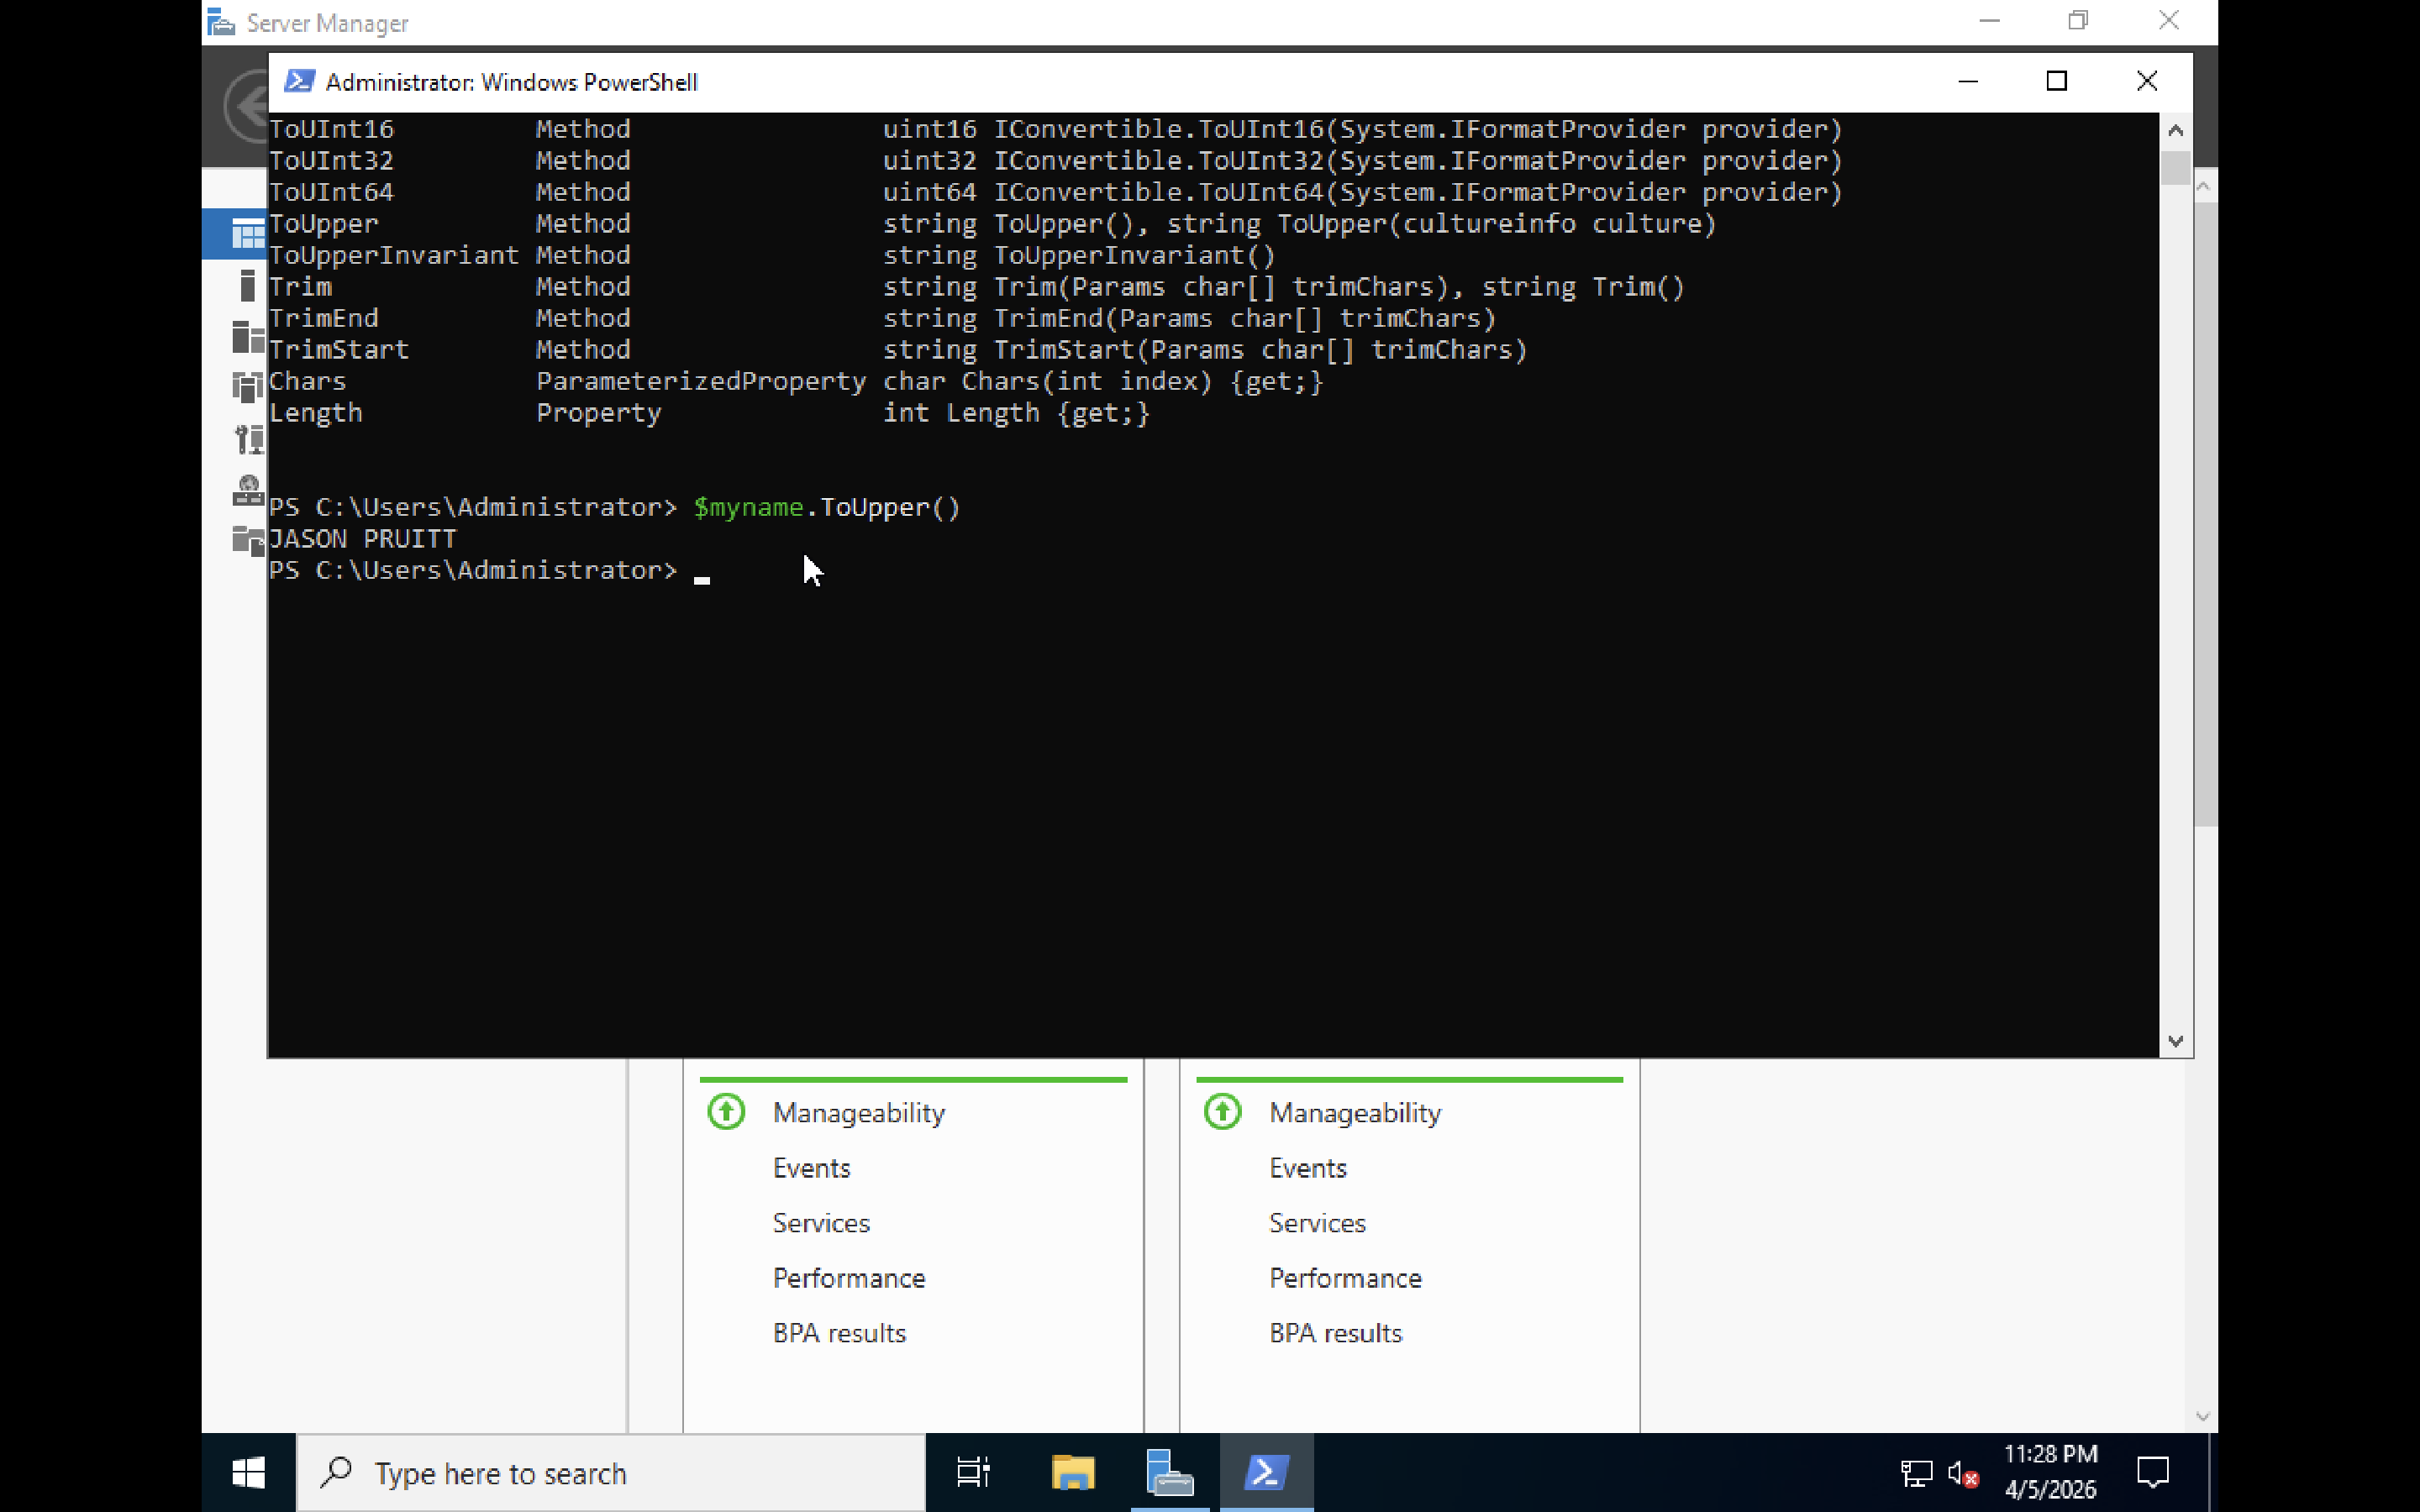 Server Manager
Administrator: Windows PowerShell
ToUInt16         Method                uint16 IConvertible.ToUInt16(System.IFormatProvider provider)
ToUInt32         Method                uint32 IConvertible.ToUInt32(System.IFormatProvider provider)
ToUInt64         Method                uint64 IConvertible.ToUInt64(System.IFormatProvider provider)
ToUpper          Method                string ToUpper(), string ToUpper(cultureinfo culture)
ToUpperInvariant Method                string ToUpperInvariant()
Trim             Method                string Trim(Params char[] trimChars), string Trim()
TrimEnd          Method                string TrimEnd(Params char[] trimChars)
TrimStart        Method                string TrimStart(Params char[] trimChars)
Chars            ParameterizedProperty char Chars(int index) {get;}
Length           Property              int Length {get;}
PS C:\Users\Administrator> $myname.ToUpper()
JASON PRUITT
PS C:\Users\Administrator> _
Manageability
Events
Services
Performance
BPA results
Manageability
Events
Services
Performance
BPA results
Type here to search
11:28 PM
4/5/2026